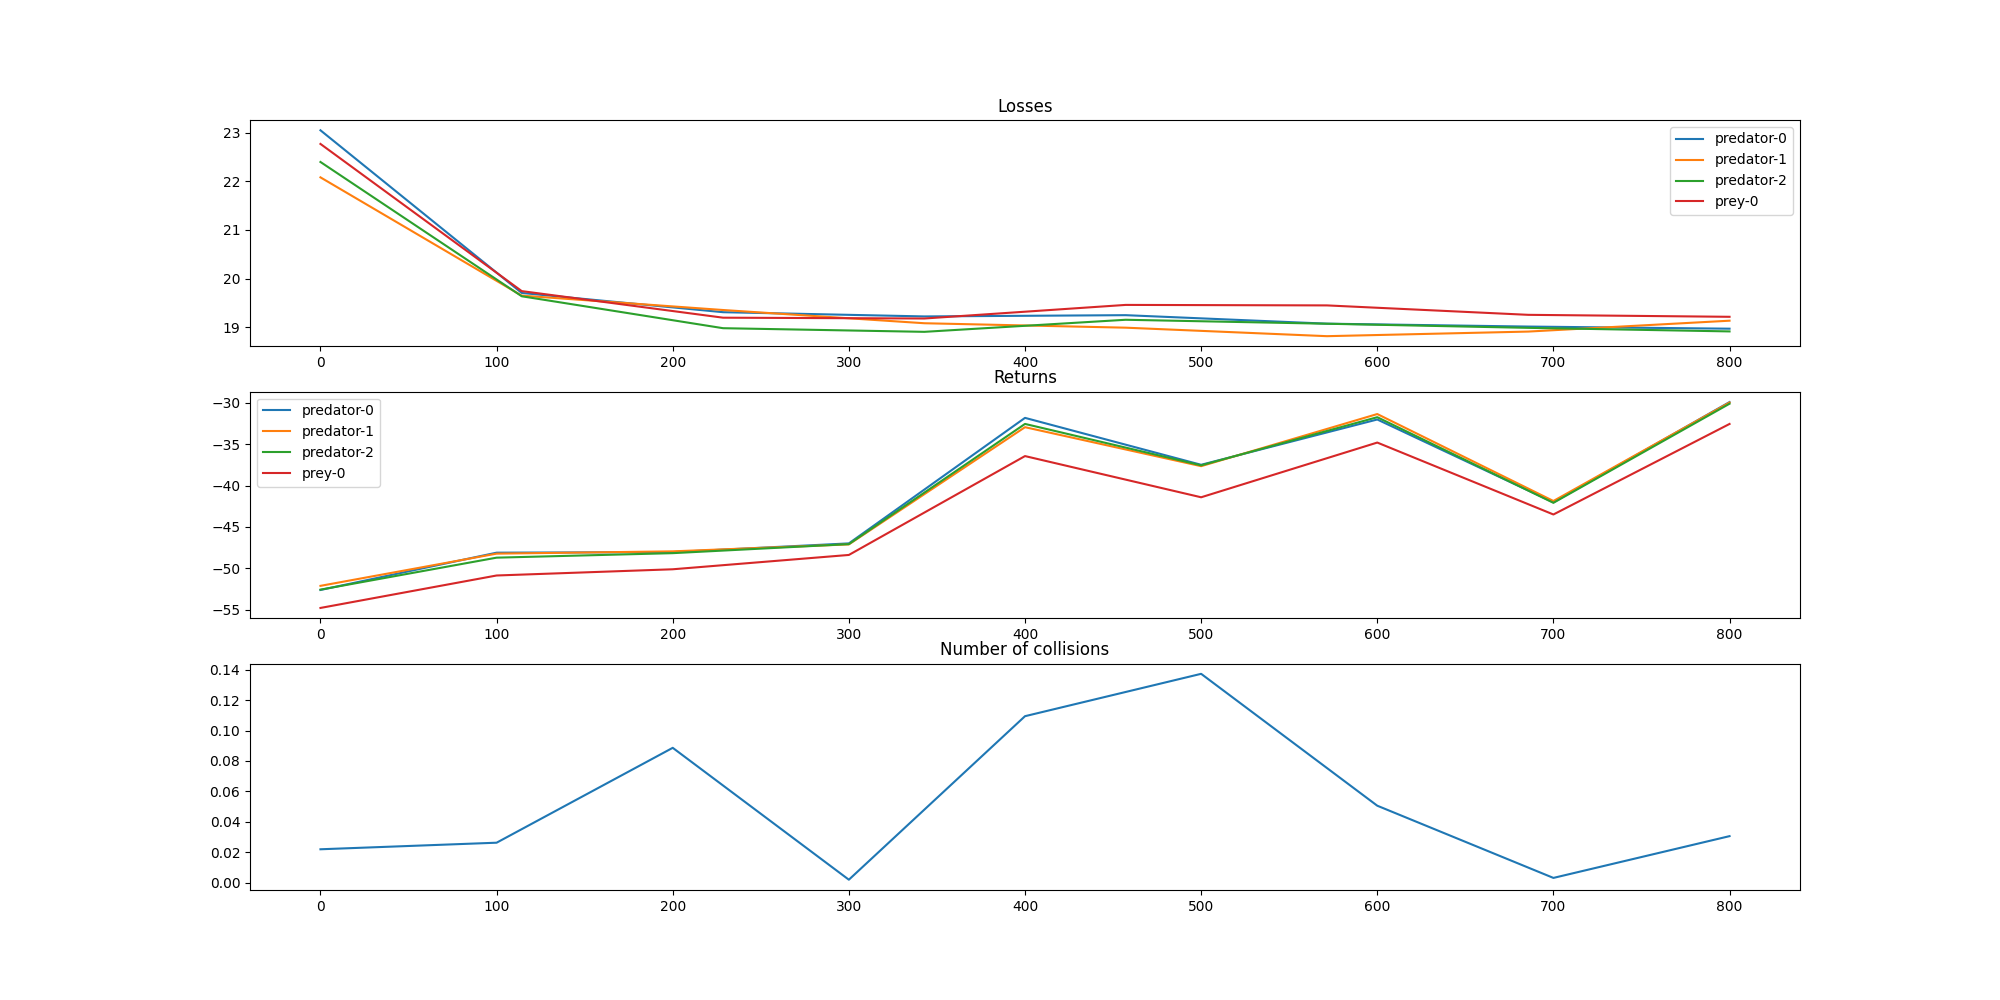 Losses
23
22
21
20
19
predator-0
predator-1
predator-2
prey-0
0 100 200 300 400 500 600 700 800
Returns
−30
−35
−40
−45
−50
−55
predator-0
predator-1
predator-2
prey-0
0 100 200 300 400 500 600 700 800
Number of collisions
0.14
0.12
0.10
0.08
0.06
0.04
0.02
0.00
0 100 200 300 400 500 600 700 800